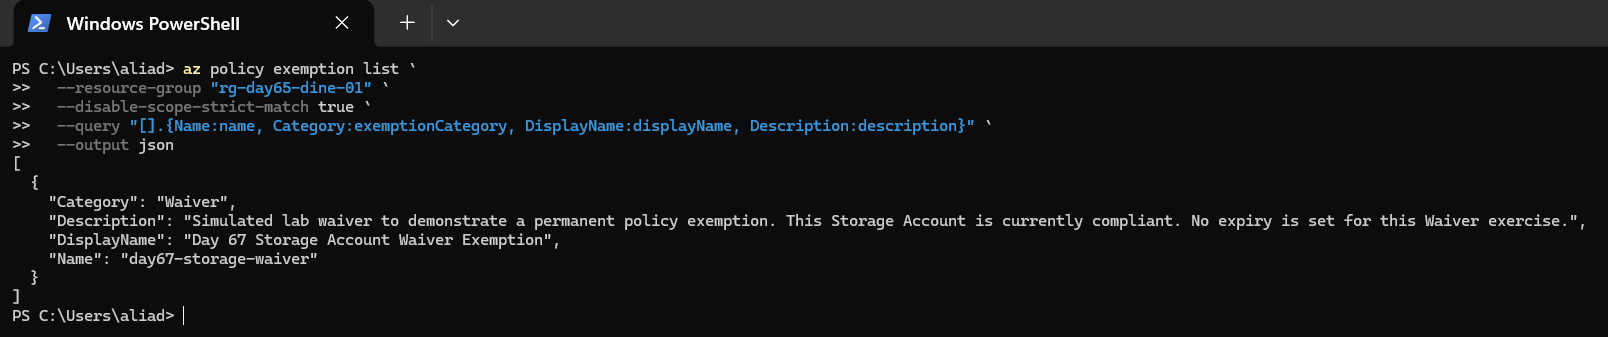 Windows PowerShell
PS C:\Users\aliad> az policy exemption list `
>>   --resource-group "rg-day65-dine-01" `
>>   --disable-scope-strict-match true `
>>   --query "[].{Name:name, Category:exemptionCategory, DisplayName:displayName, Description:description}" `
>>   --output json
[
  {
    "Category": "Waiver",
    "Description": "Simulated lab waiver to demonstrate a permanent policy exemption. This Storage Account is currently compliant. No expiry is set for this Waiver exercise.",
    "DisplayName": "Day 67 Storage Account Waiver Exemption",
    "Name": "day67-storage-waiver"
  }
]
PS C:\Users\aliad>